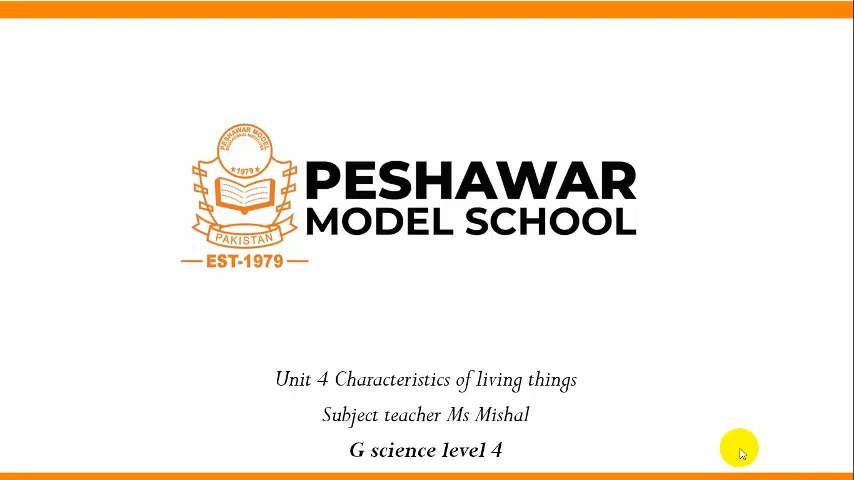 PESHAWAR MODEL
★1979★
PAKISTAN
EST-1979
PESHAWAR
MODEL SCHOOL
Unit 4 Characteristics of living things
Subject teacher Ms Mishal
G science level 4